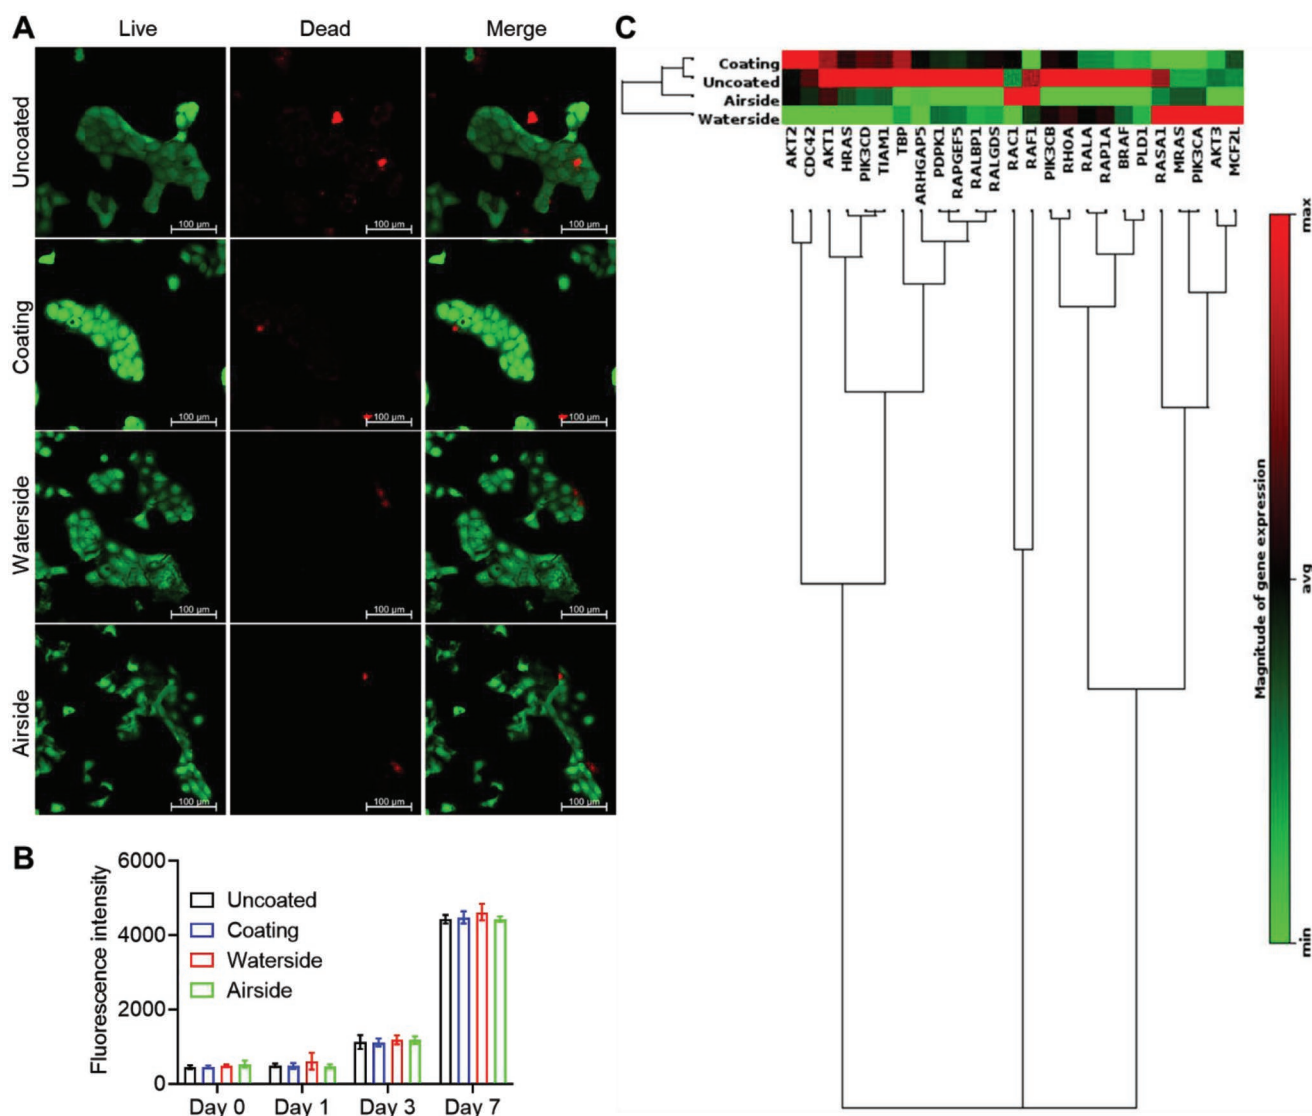 A
Live Dead Merge
Uncoated
100 µm 100 µm 100 µm
Coating
100 µm 100 µm 100 µm
Waterside
100 µm 100 µm 100 µm
Airside
100 µm 100 µm 100 µm
B
Fluorescence intensity
6000
4000
2000
0
Uncoated
Coating
Waterside
Airside
Day 0 Day 1 Day 3 Day 7
C
Coating
Uncoated
Airside
Waterside
AKT2
CDC42
AKT1
HRAS
PIK3CD
TIAM1
TBP
ARHGAP5
PDPK1
RAPGEF5
RALBP1
RALGDS
RAC1
RAF1
PIK3CB
RHOA
RALA
RAP1A
BRAF
PLD1
RASA1
MRAS
PIK3CA
AKT3
MCF2L
Magnitude of gene expression
max
avg
min